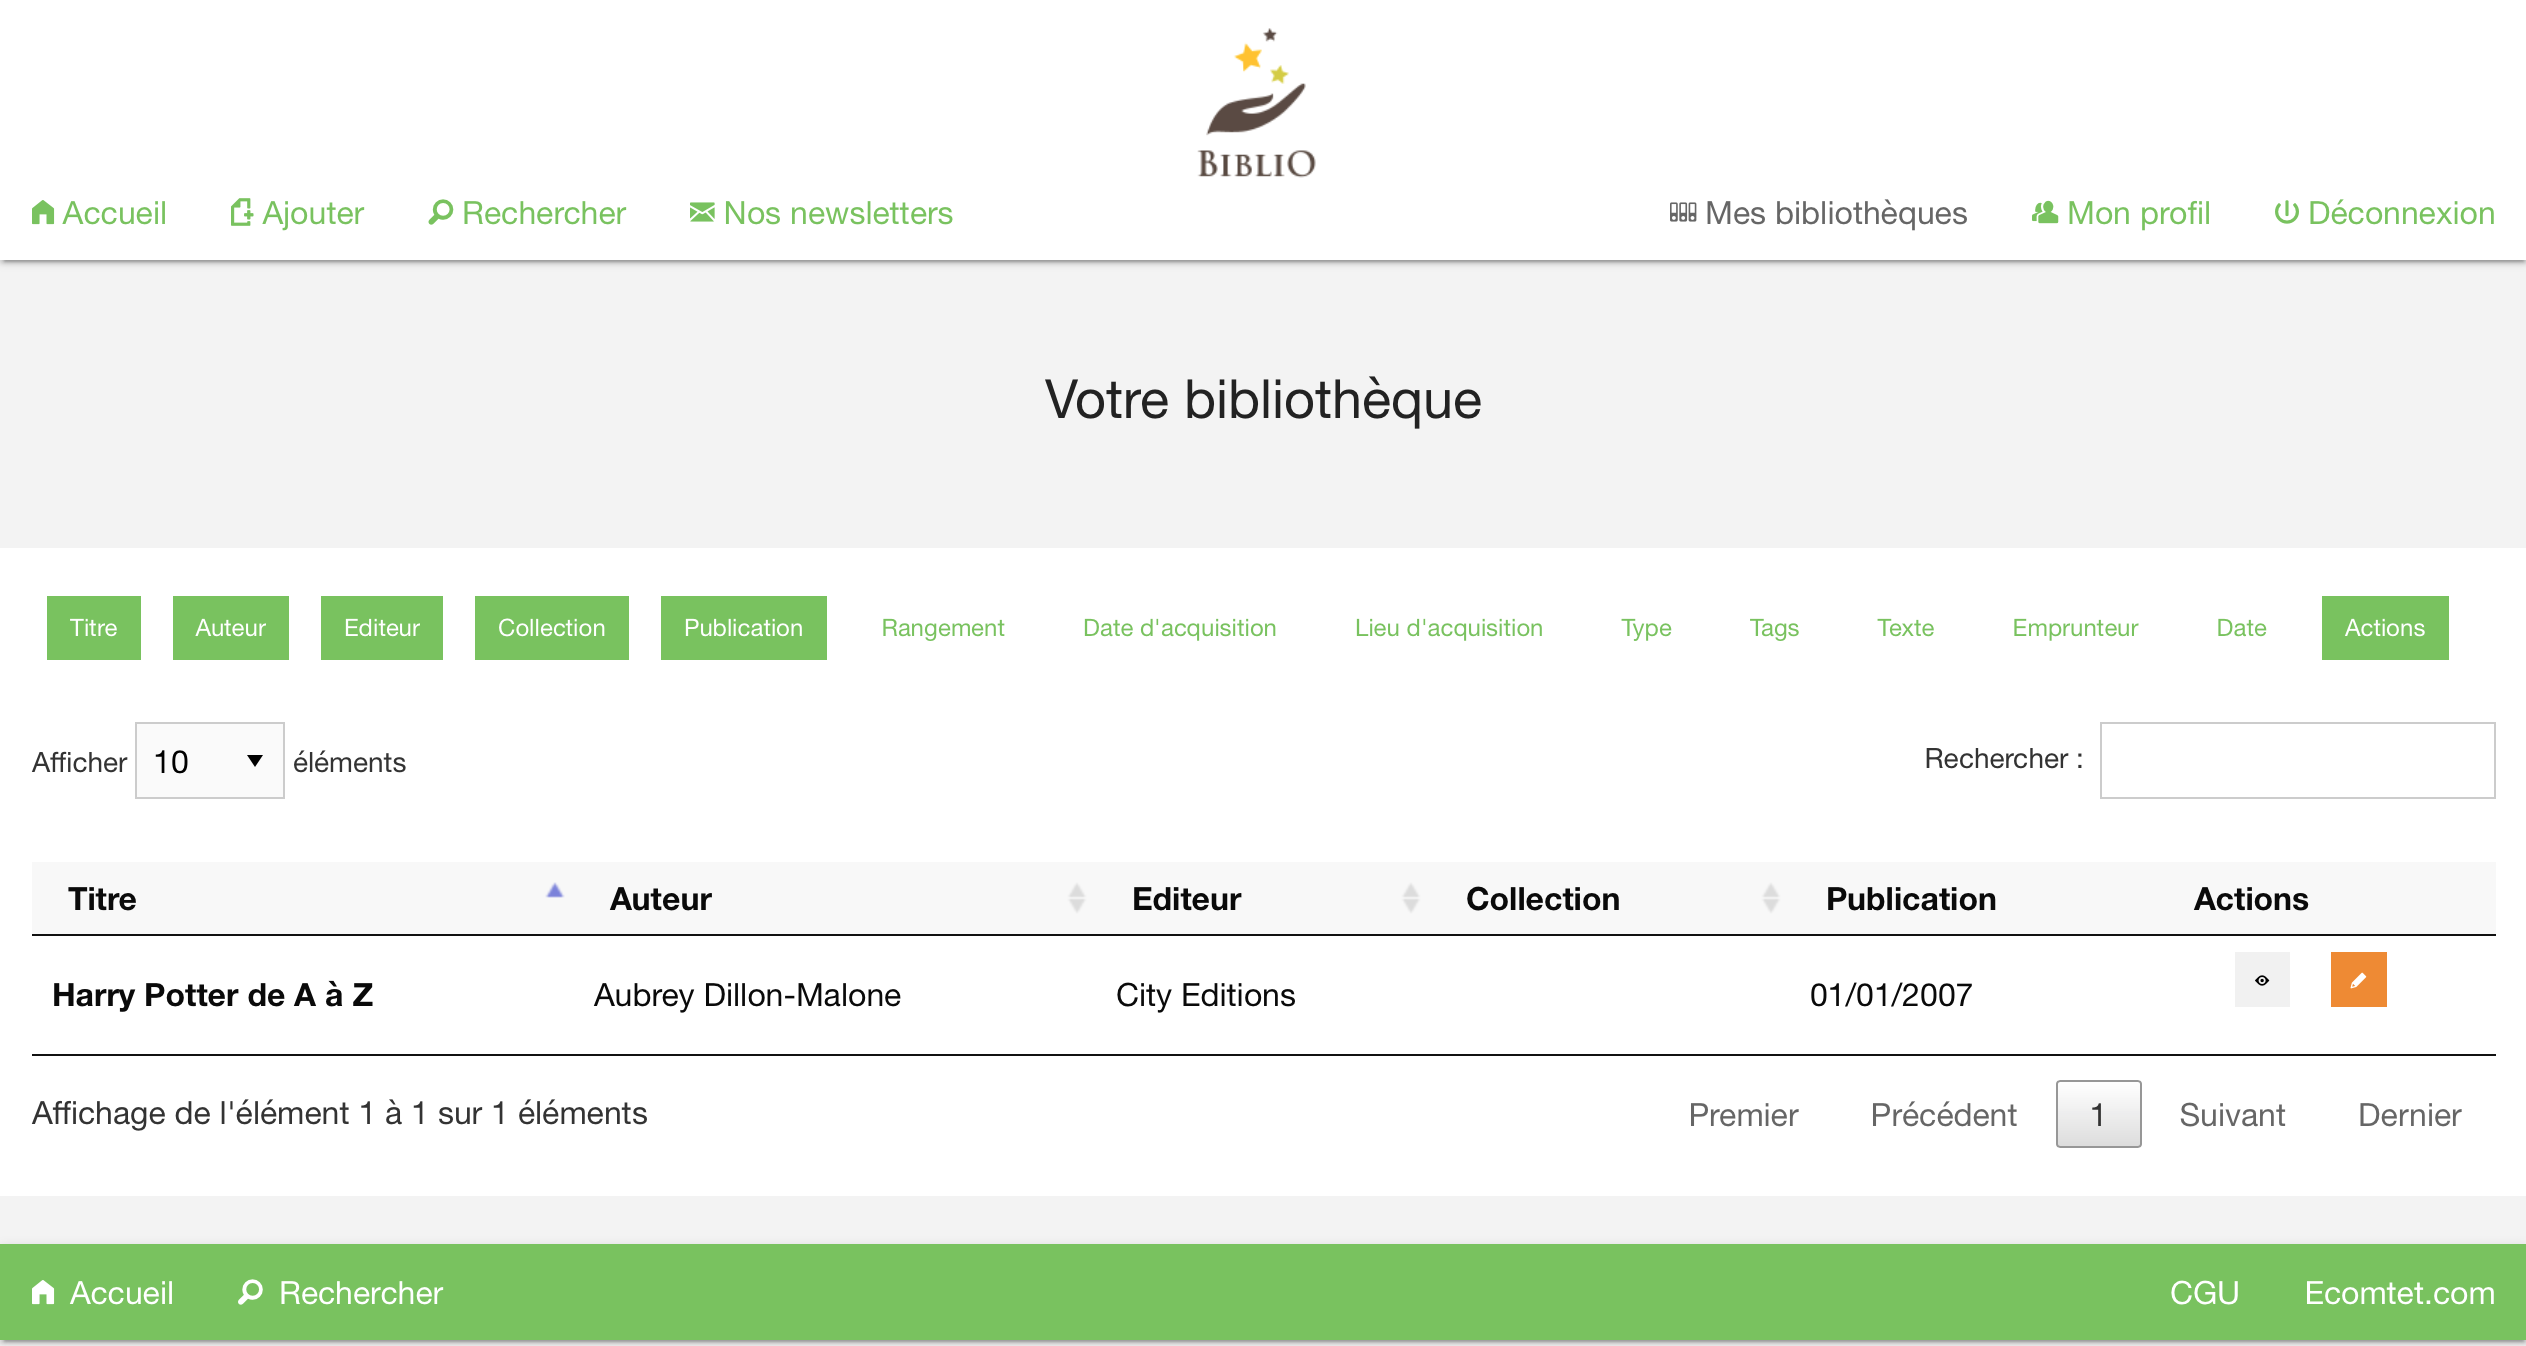 BIBLIO
Accueil Ajouter Rechercher Nos newsletters Mes bibliothèques Mon profil Déconnexion
Votre bibliothèque
Titre Auteur Editeur Collection Publication Rangement Date d'acquisition Lieu d'acquisition Type Tags Texte Emprunteur Date Actions
Afficher 10 éléments Rechercher :
Titre Auteur Editeur Collection Publication Actions
Harry Potter de A à Z Aubrey Dillon-Malone City Editions 01/01/2007
Affichage de l'élément 1 à 1 sur 1 éléments Premier Précédent 1 Suivant Dernier
Accueil Rechercher CGU Ecomtet.com